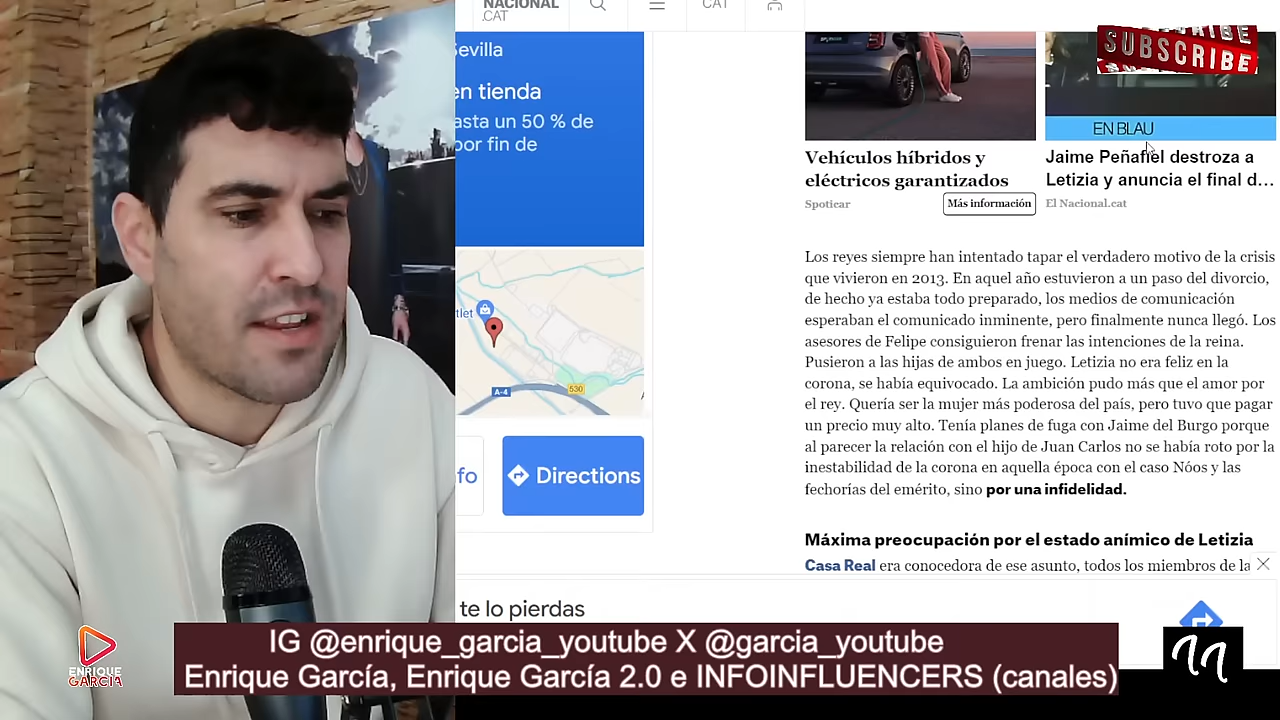 NACIONAL
.CAT
CAT
SUBSCRIBE
SUBSCRIBE
Sevilla
en tienda
asta un 50 % de
por fin de
EN BLAU
Vehículos híbridos y
eléctricos garantizados
Spoticar
Más información
Jaime Peñafiel destroza a
Letizia y anuncia el final d...
El Nacional.cat
Los reyes siempre han intentado tapar el verdadero motivo de la crisis
que vivieron en 2013. En aquel año estuvieron a un paso del divorcio,
de hecho ya estaba todo preparado, los medios de comunicación
esperaban el comunicado inminente, pero finalmente nunca llegó. Los
asesores de Felipe consiguieron frenar las intenciones de la reina.
Pusieron a las hijas de ambos en juego. Letizia no era feliz en la
corona, se había equivocado. La ambición pudo más que el amor por
el rey. Quería ser la mujer más poderosa del país, pero tuvo que pagar
un precio muy alto. Tenía planes de fuga con Jaime del Burgo porque
al parecer la relación con el hijo de Juan Carlos no se había roto por la
inestabilidad de la corona en aquella época con el caso Nóos y las
fechorías del emérito, sino por una infidelidad.
tlet
A-4
530
fo
Directions
Máxima preocupación por el estado anímico de Letizia
Casa Real era conocedora de ese asunto, todos los miembros de la
te lo pierdas
IG @enrique_garcia_youtube X @garcia_youtube
Enrique García, Enrique García 2.0 e INFOINFLUENCERS (canales)
ENRIQUE
GARCÍA